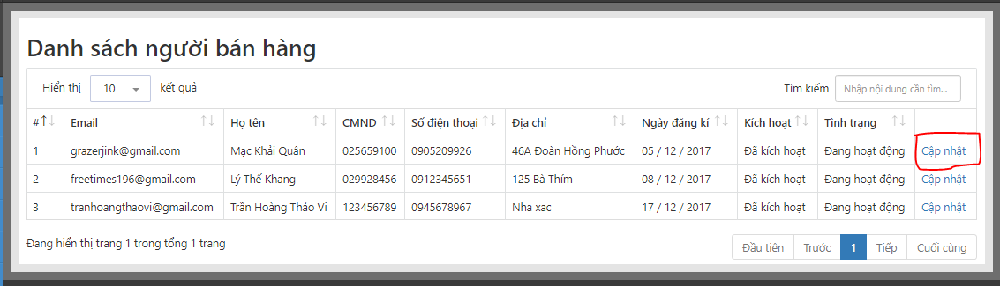 Danh sách người bán hàng
Hiển thị 10 kết quả Tìm kiếm Nhập nội dung cần tìm...
# Email Họ tên CMND Số điện thoại Địa chỉ Ngày đăng kí Kích hoạt Tình trạng
1 grazerjink@gmail.com Mạc Khải Quân 025659100 0905209926 46A Đoàn Hồng Phước 05 / 12 / 2017 Đã kích hoạt Đang hoạt động Cập nhật
2 freetimes196@gmail.com Lý Thế Khang 029928456 0912345651 125 Bà Thím 08 / 12 / 2017 Đã kích hoạt Đang hoạt động Cập nhật
3 tranhoangthaovi@gmail.com Trần Hoàng Thảo Vi 123456789 0945678967 Nha xac 17 / 12 / 2017 Đã kích hoạt Đang hoạt động Cập nhật
Đang hiển thị trang 1 trong tổng 1 trang
Đầu tiên Trước 1 Tiếp Cuối cùng